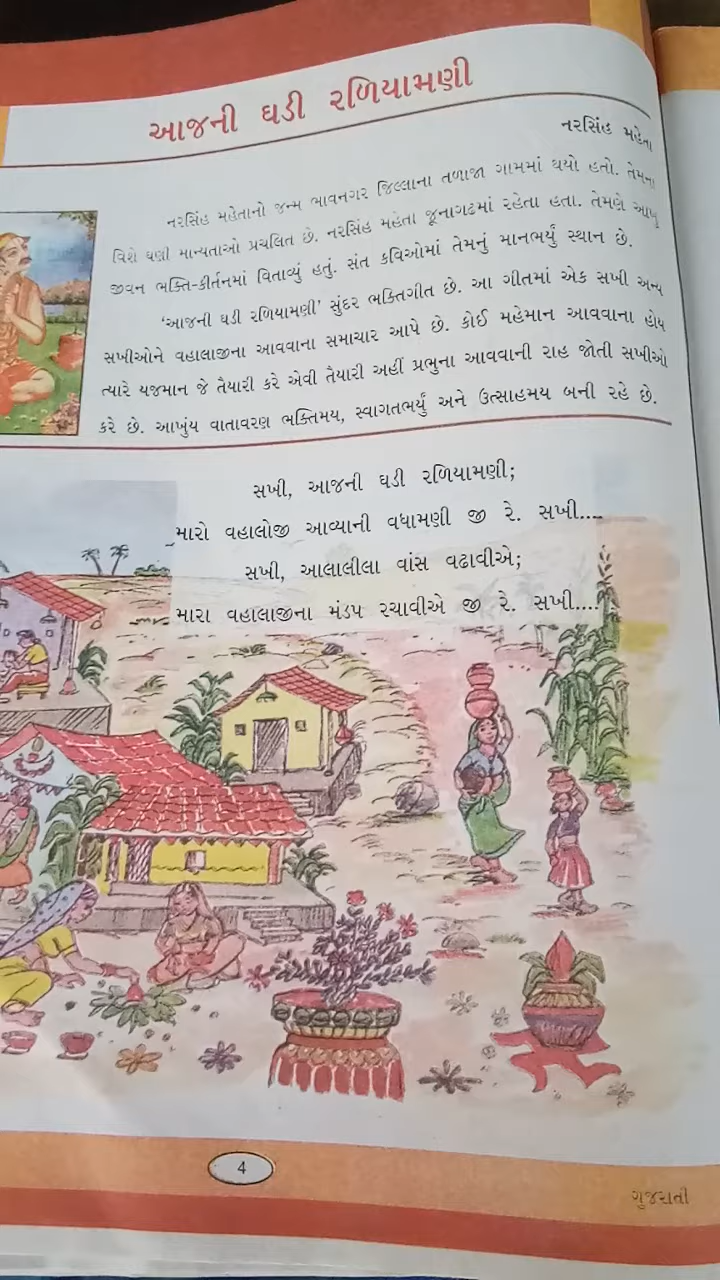 આજની ઘડી રળિયામણી
નરસિંહ મહેતા
નરસિંહ મહેતાનો જન્મ ભાવનગર જિલ્લાના તળાજા ગામમાં થયો હતો. તેમના
વિશે ઘણી માન્યતાઓ પ્રચલિત છે. નરસિંહ મહેતા જૂનાગઢમાં રહેતા હતા. તેમણે આખું
જીવન ભક્તિ-કીર્તનમાં વિતાવ્યું હતું. સંત કવિઓમાં તેમનું માનભર્યું સ્થાન છે.
‘આજની ઘડી રળિયામણી’ સુંદર ભક્તિગીત છે. આ ગીતમાં એક સખી અન્ય
સખીઓને વહાલાજીના આવવાના સમાચાર આપે છે. કોઈ મહેમાન આવવાના હોય
ત્યારે યજમાન જે તૈયારી કરે એવી તૈયારી અહીં પ્રભુના આવવાની રાહ જોતી સખીઓ
કરે છે. આખુંય વાતાવરણ ભક્તિમય, સ્વાગતભર્યું અને ઉત્સાહમય બની રહે છે.
સખી, આજની ઘડી રળિયામણી;
મારો વહાલોજી આવ્યાની વધામણી જી રે. સખી....
સખી, આલાલીલા વાંસ વઢાવીએ;
મારા વહાલાજીના મંડપ રચાવીએ જી રે. સખી....
4
ગુજરાતી